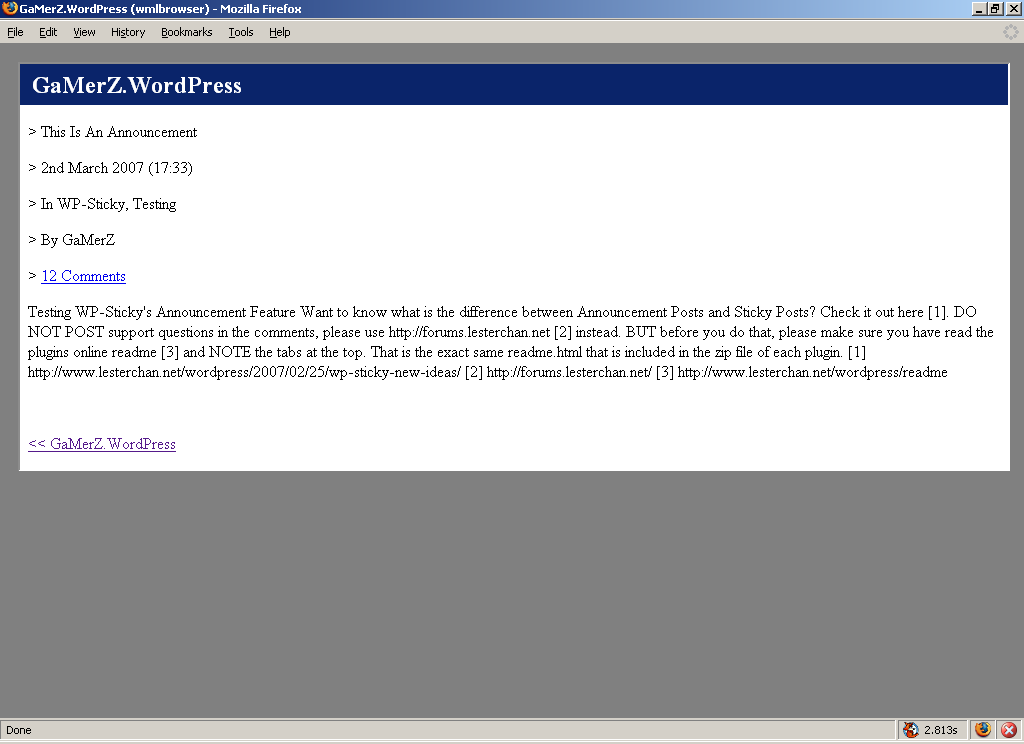 GaMerZ.WordPress (wmlbrowser) - Mozilla Firefox
File Edit View History Bookmarks Tools Help
GaMerZ.WordPress
> This Is An Announcement
> 2nd March 2007 (17:33)
> In WP-Sticky, Testing
> By GaMerZ
> 12 Comments
Testing WP-Sticky's Announcement Feature Want to know what is the difference between Announcement Posts and Sticky Posts? Check it out here [1]. DO
NOT POST support questions in the comments, please use http://forums.lesterchan.net [2] instead. BUT before you do that, please make sure you have read the
plugins online readme [3] and NOTE the tabs at the top. That is the exact same readme.html that is included in the zip file of each plugin. [1]
http://www.lesterchan.net/wordpress/2007/02/25/wp-sticky-new-ideas/ [2] http://forums.lesterchan.net/ [3] http://www.lesterchan.net/wordpress/readme
<< GaMerZ.WordPress
Done 2.813s